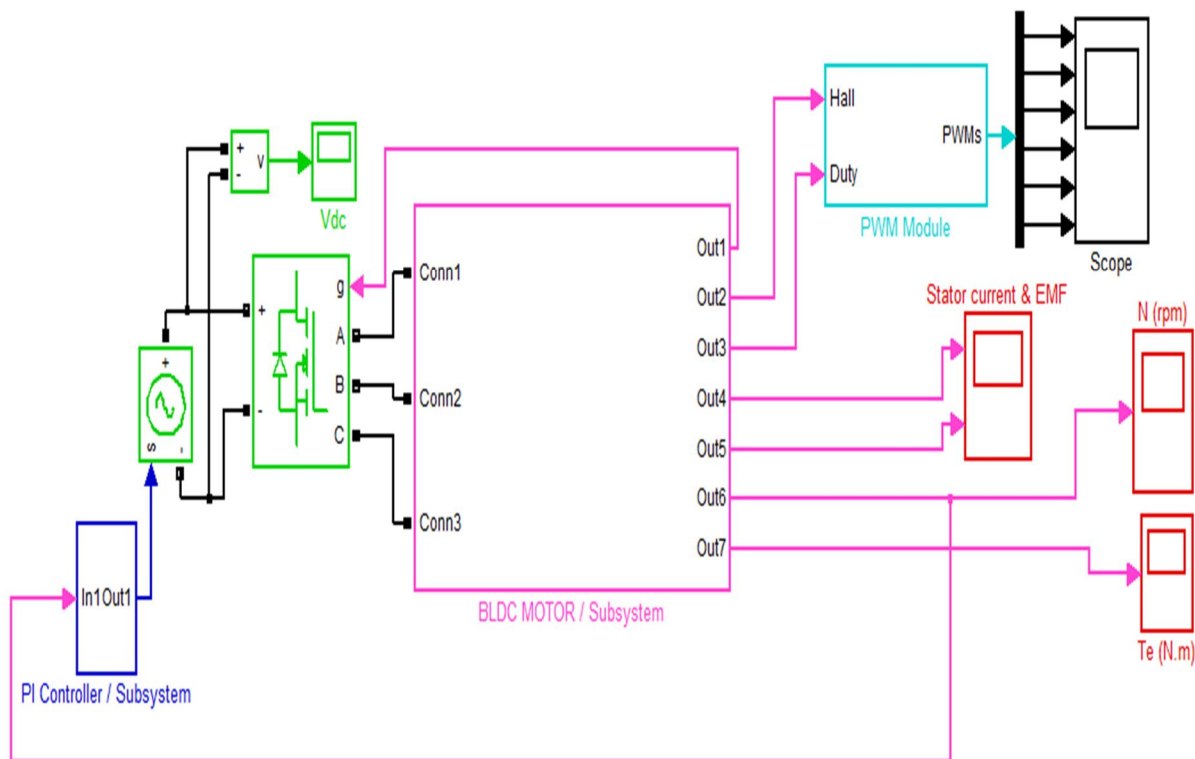 Hall
PWMs
Duty
PWM Module
Scope
+
v
-
Vdc
Conn1
Out1
g
Out2
+
A
Stator current & EMF
N (rpm)
Out3
+
B
Conn2
Out4
-
C
s
-
Out5
Out6
Conn3
Out7
In1Out1
BLDC MOTOR / Subsystem
Te (N.m)
PI Controller / Subsystem